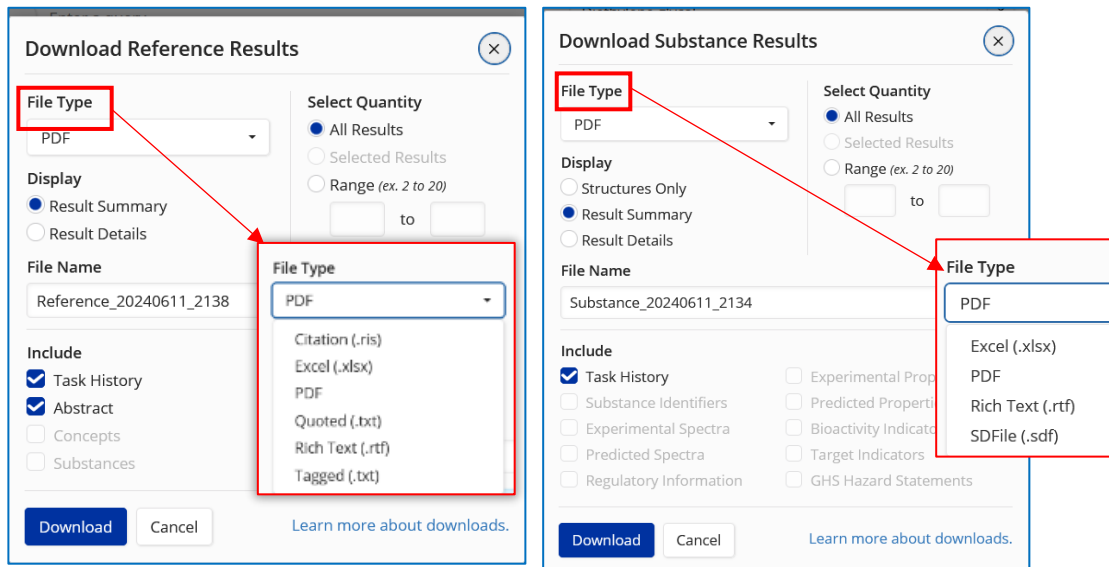 Download Reference Results
File Type
PDF
Display
Result Summary
Result Details
Select Quantity
All Results
Selected Results
Range (ex. 2 to 20)
to
File Name
Reference_20240611_2138
Include
Task History
Abstract
Concepts
Substances
File Type
PDF
Citation (.ris)
Excel (.xlsx)
PDF
Quoted (.txt)
Rich Text (.rtf)
Tagged (.txt)
Download
Cancel
Learn more about downloads.
Download Substance Results
File Type
PDF
Display
Structures Only
Result Summary
Result Details
Select Quantity
All Results
Selected Results
Range (ex. 2 to 20)
to
File Name
Substance_20240611_2134
Include
Task History
Substance Identifiers
Experimental Spectra
Predicted Spectra
Regulatory Information
Experimental Prop
Predicted Properti
Bioactivity Indicato
Target Indicators
GHS Hazard Statements
File Type
PDF
Excel (.xlsx)
PDF
Rich Text (.rtf)
SDFile (.sdf)
Download
Cancel
Learn more about downloads.